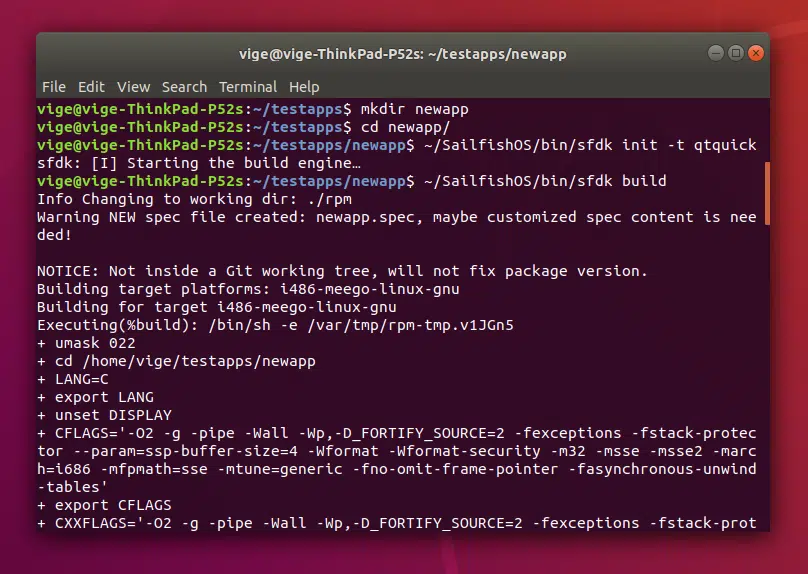 vige@vige-ThinkPad-P52s: ~/testapps/newapp
File Edit View Search Terminal Help
vige@vige-ThinkPad-P52s:~/testapps$ mkdir newapp
vige@vige-ThinkPad-P52s:~/testapps$ cd newapp/
vige@vige-ThinkPad-P52s:~/testapps/newapp$ ~/SailfishOS/bin/sfdk init -t qtquick
sfdk: [I] Starting the build engine…
vige@vige-ThinkPad-P52s:~/testapps/newapp$ ~/SailfishOS/bin/sfdk build
Info Changing to working dir: ./rpm
Warning NEW spec file created: newapp.spec, maybe customized spec content is nee
ded!
NOTICE: Not inside a Git working tree, will not fix package version.
Building target platforms: i486-meego-linux-gnu
Building for target i486-meego-linux-gnu
Executing(%build): /bin/sh -e /var/tmp/rpm-tmp.v1JGn5
+ umask 022
+ cd /home/vige/testapps/newapp
+ LANG=C
+ export LANG
+ unset DISPLAY
+ CFLAGS='-O2 -g -pipe -Wall -Wp,-D_FORTIFY_SOURCE=2 -fexceptions -fstack-protec
tor --param=ssp-buffer-size=4 -Wformat -Wformat-security -m32 -msse -msse2 -marc
h=i686 -mfpmath=sse -mtune=generic -fno-omit-frame-pointer -fasynchronous-unwind
-tables'
+ export CFLAGS
+ CXXFLAGS='-O2 -g -pipe -Wall -Wp,-D_FORTIFY_SOURCE=2 -fexceptions -fstack-prot